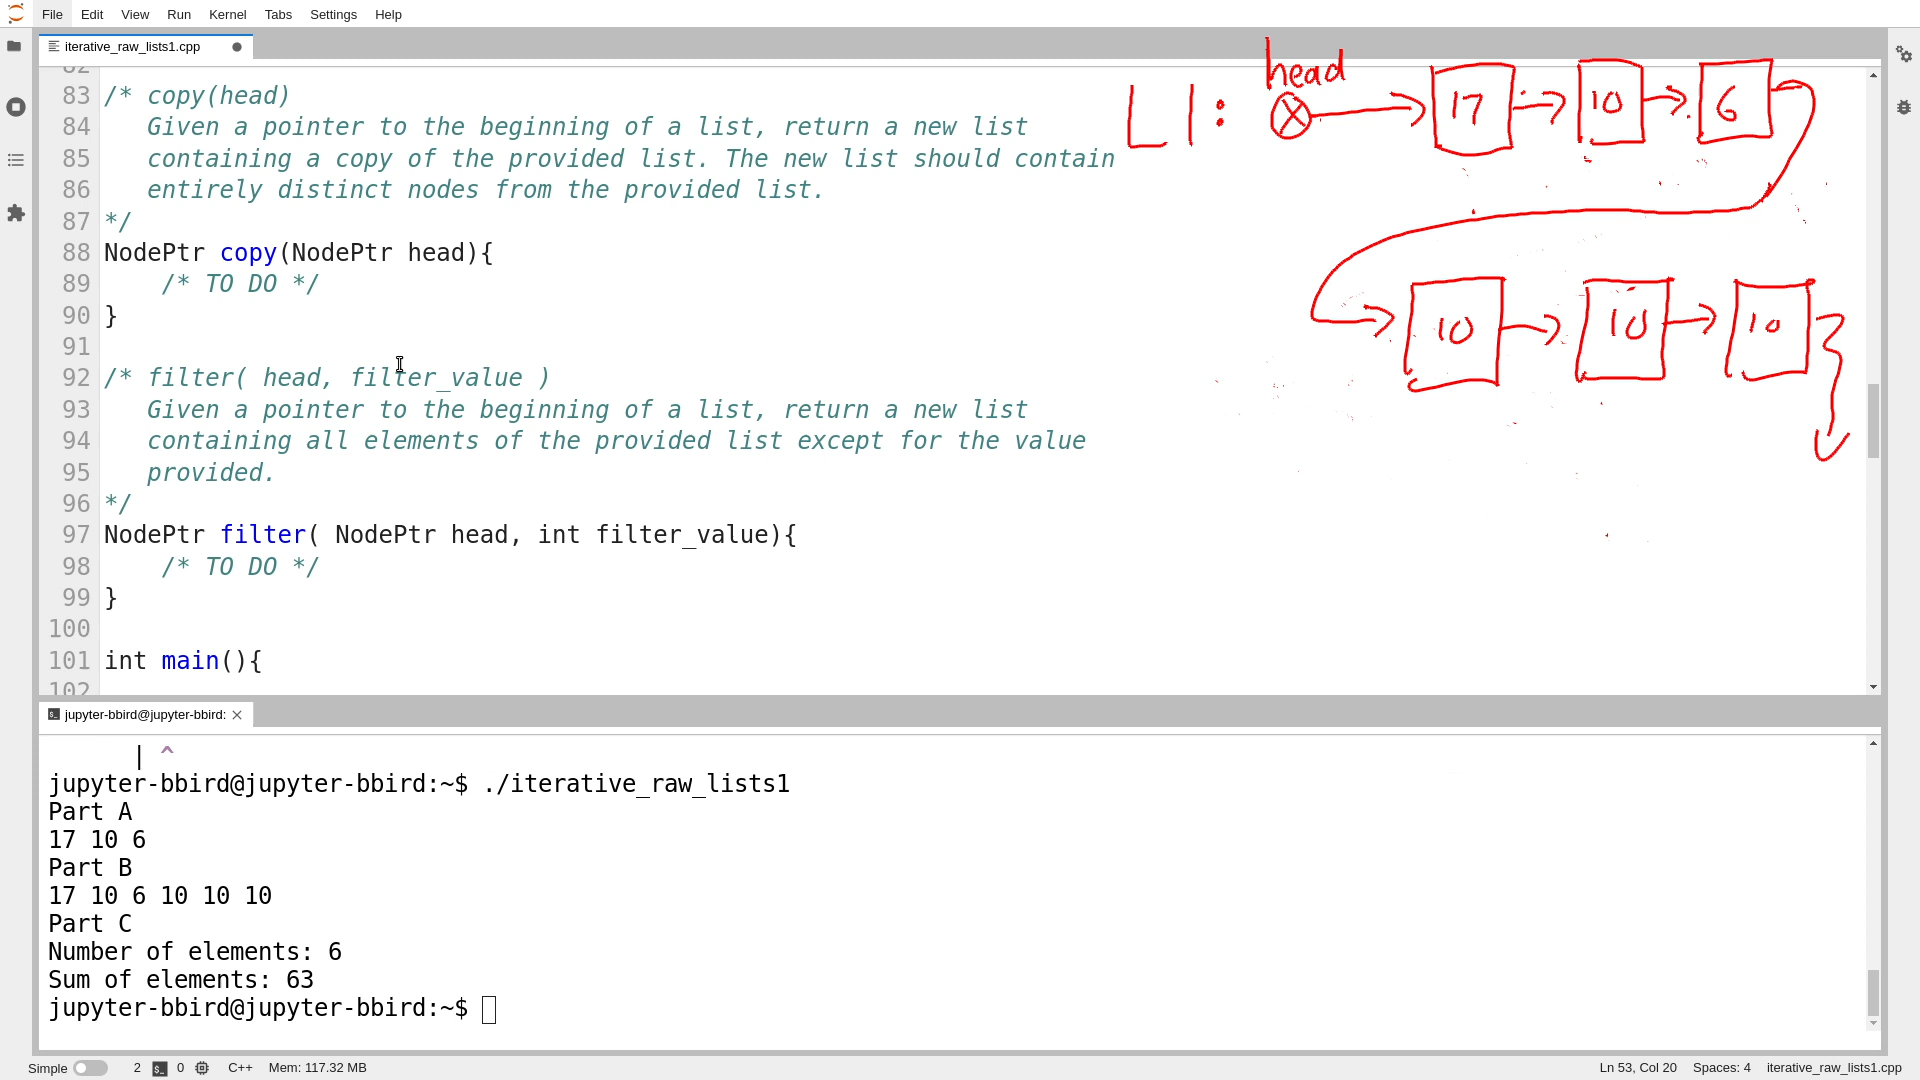 File Edit View Run Kernel Tabs Settings Help
iterative_raw_lists1.cpp
82
83 /* copy(head)
84 Given a pointer to the beginning of a list, return a new list
85 containing a copy of the provided list. The new list should contain
86 entirely distinct nodes from the provided list.
87 */
88 NodePtr copy(NodePtr head){
89 /* TO DO */
90 }
91
92 /* filter( head, filter_value )
93 Given a pointer to the beginning of a list, return a new list
94 containing all elements of the provided list except for the value
95 provided.
96 */
97 NodePtr filter( NodePtr head, int filter_value){
98 /* TO DO */
99 }
100
101 int main(){
102
head
L1: 17 10 6
10 10 10
jupyter-bbird@jupyter-bbird:
| ^
jupyter-bbird@jupyter-bbird:~$ ./iterative_raw_lists1
Part A
17 10 6
Part B
17 10 6 10 10 10
Part C
Number of elements: 6
Sum of elements: 63
jupyter-bbird@jupyter-bbird:~$
Simple 2 $_ 0 C++ Mem: 117.32 MB Ln 53, Col 20 Spaces: 4 iterative_raw_lists1.cpp